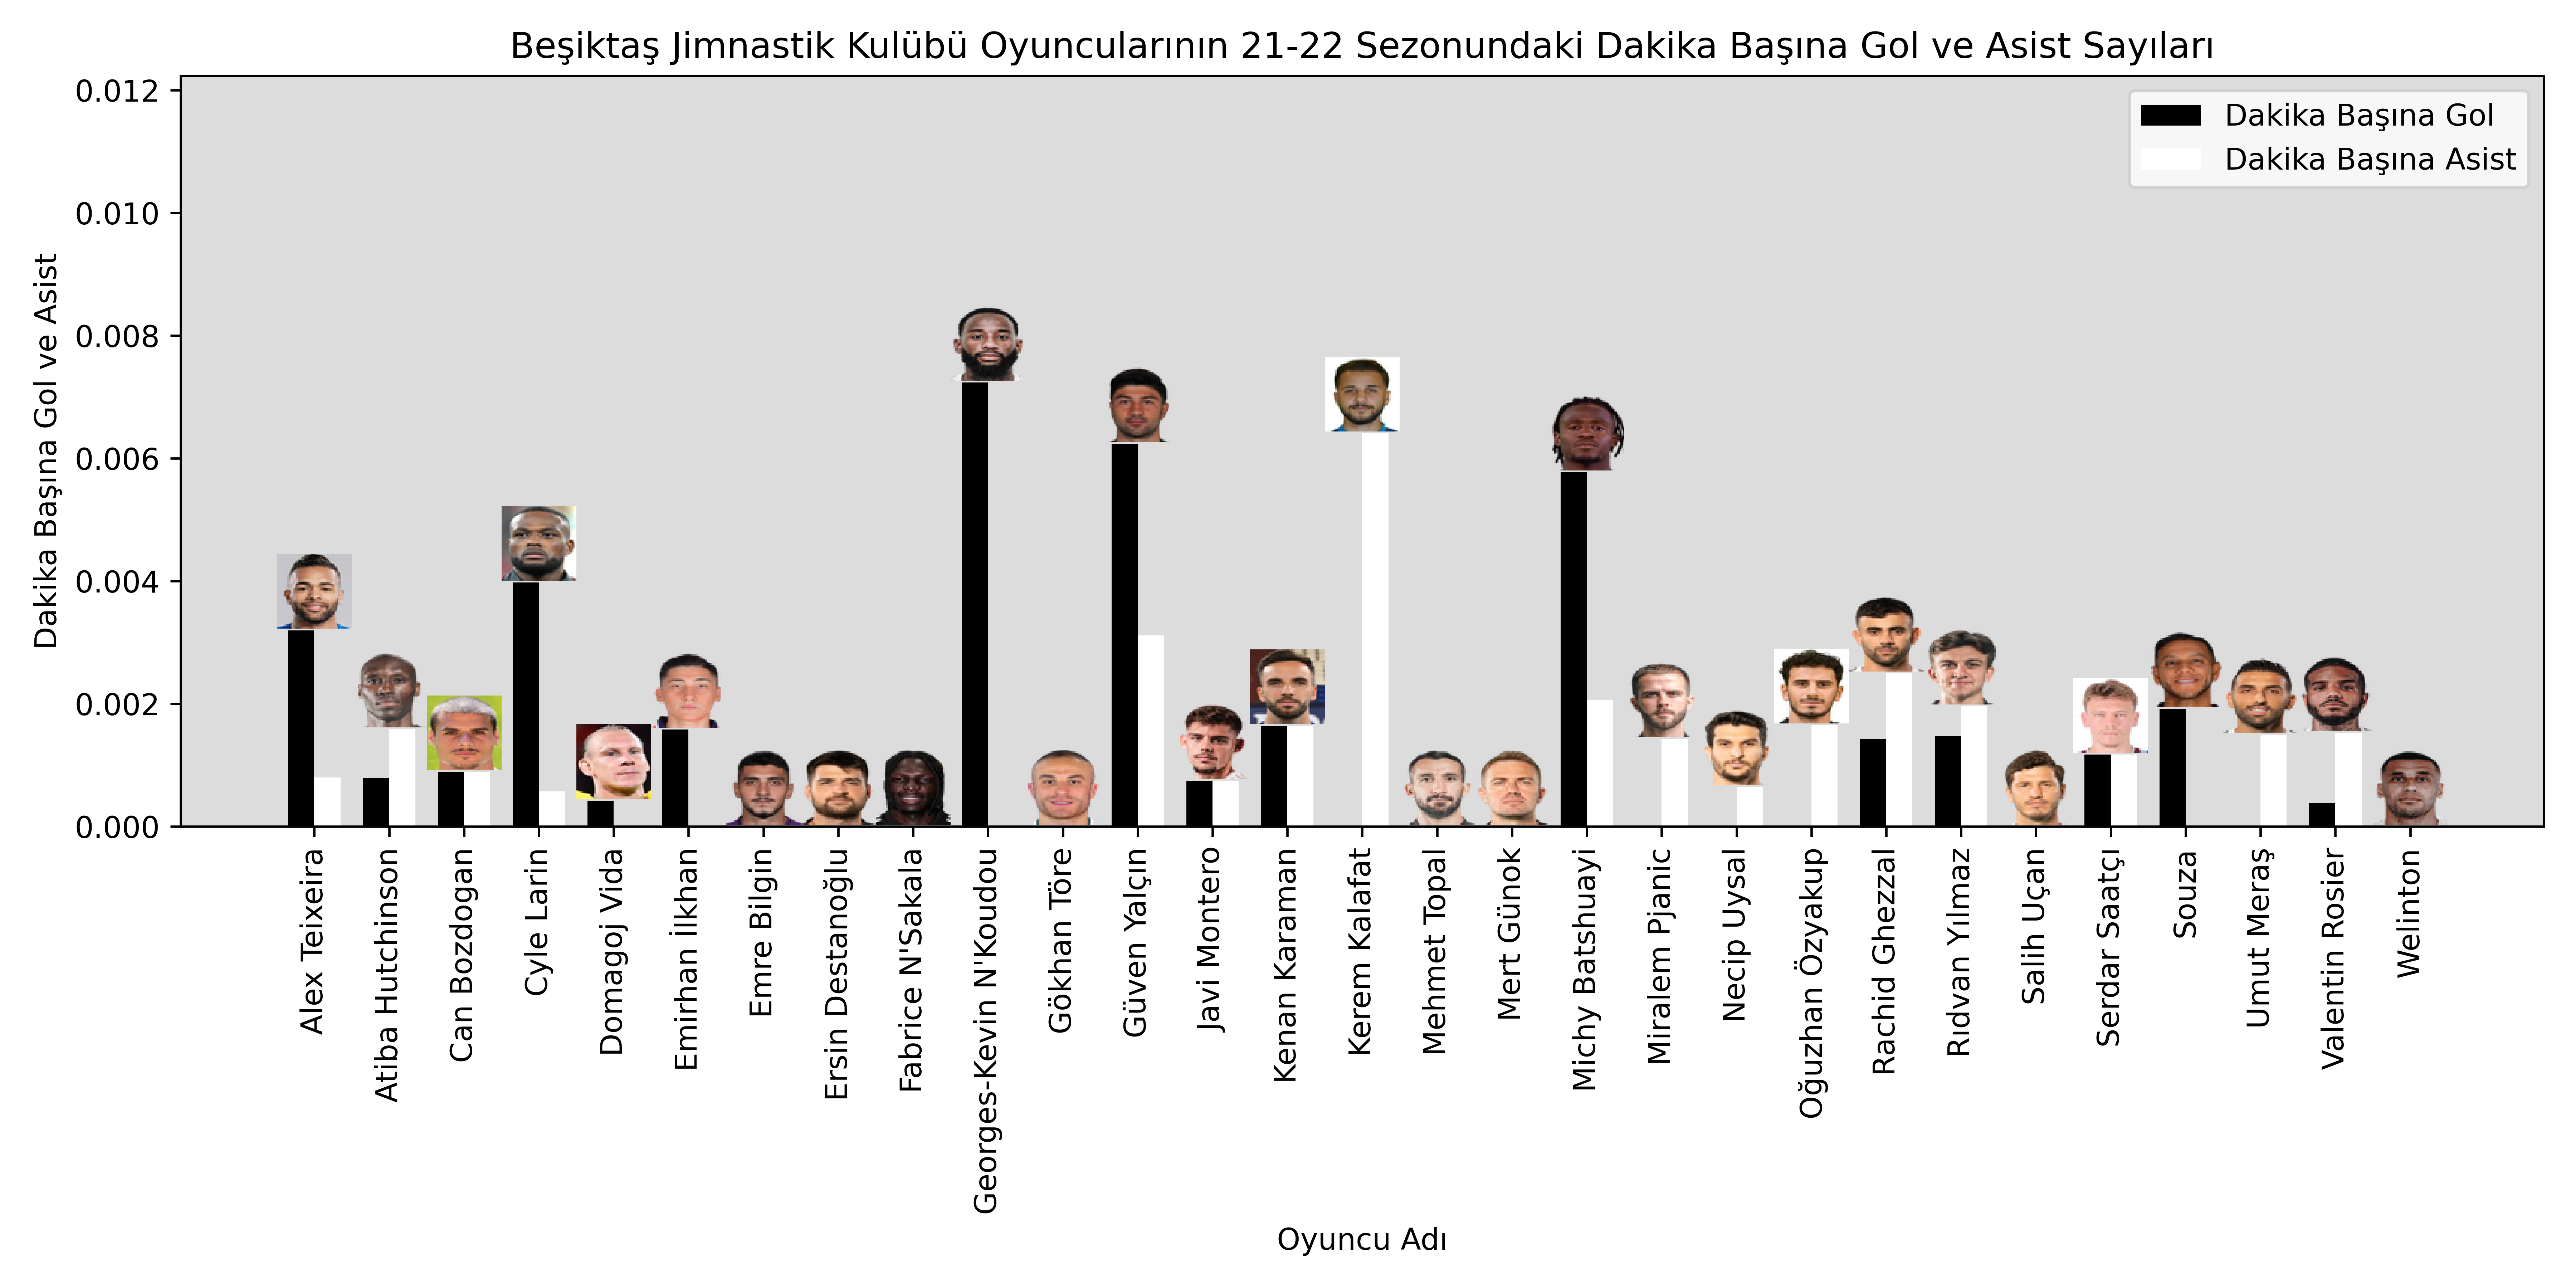 Beşiktaş Jimnastik Kulübü Oyuncularının 21-22 Sezonundaki Dakika Başına Gol ve Asist Sayıları
Dakika Başına Gol
Dakika Başına Asist
Dakika Başına Gol ve Asist
0.012
0.010
0.008
0.006
0.004
0.002
0.000
Alex Teixeira
Atiba Hutchinson
Can Bozdogan
Cyle Larin
Domagoj Vida
Emirhan İlkhan
Emre Bilgin
Ersin Destanoğlu
Fabrice N'Sakala
Georges-Kevin N'Koudou
Gökhan Töre
Güven Yalçın
Javi Montero
Kenan Karaman
Kerem Kalafat
Mehmet Topal
Mert Günok
Michy Batshuayi
Miralem Pjanic
Necip Uysal
Oğuzhan Özyakup
Rachid Ghezzal
Rıdvan Yılmaz
Salih Uçan
Serdar Saatçı
Souza
Umut Meraş
Valentin Rosier
Welinton
Oyuncu Adı